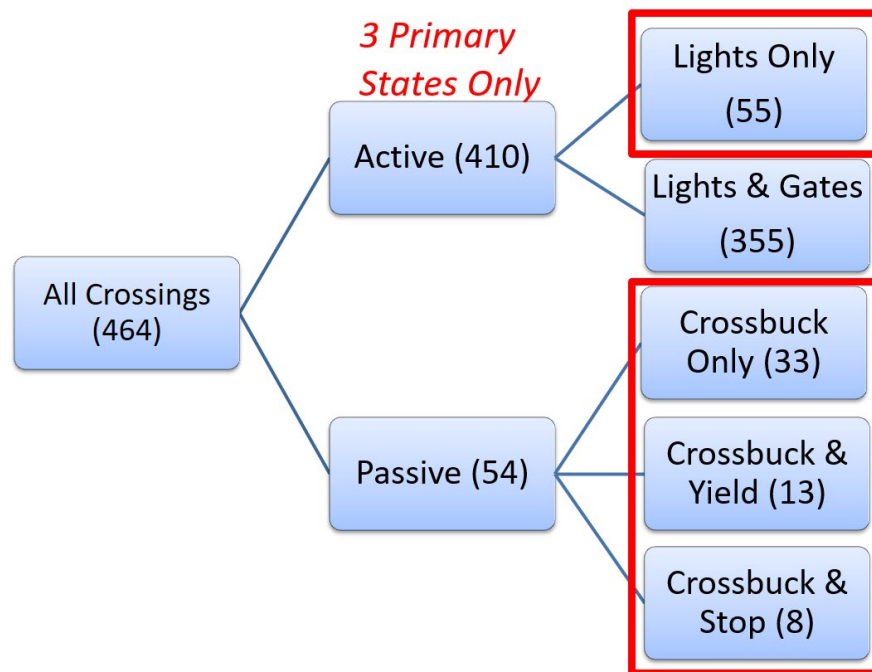 3 Primary
States Only
Lights Only
(55)
Active (410)
Lights & Gates
(355)
All Crossings
(464)
Crossbuck
Only (33)
Passive (54)
Crossbuck &
Yield (13)
Crossbuck &
Stop (8)